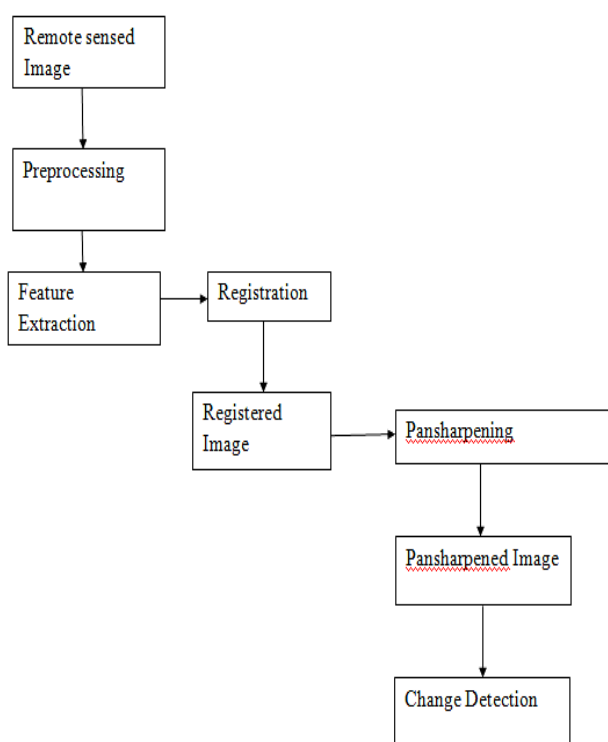 Remote sensed
Image
Preprocessing
Feature
Extraction
Registration
Registered
Image
Pansharpening
Pansharpened Image
Change Detection